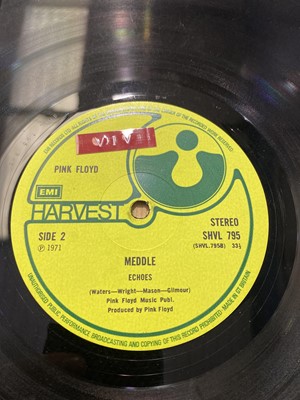 PINK FLOYD
EMI
HARVEST
STEREO
SHVL 795
(SHVL.795B) 33⅓
SIDE 2
℗ 1971
MEDDLE
ECHOES
(Waters—Wright—Mason—Gilmour)
Pink Floyd Music Publ.
Produced by Pink Floyd
UNAUTHORISED PUBLIC PERFORMANCE BROADCASTING AND COPYING OF THIS RECORD PROHIBITED. MADE IN GT BRITAIN